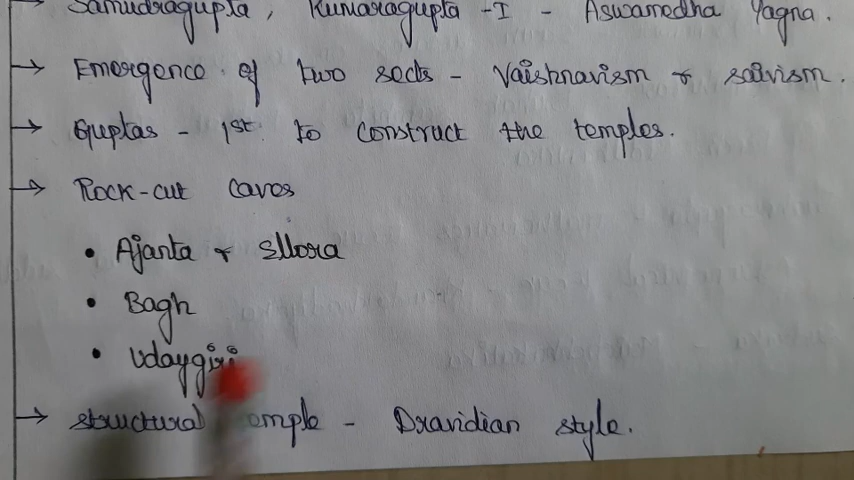 → Samudragupta, Kumaragupta-I - Aswamedha Yagna.
→ Emergence of two sects - Vaishnavism & saivism.
→ Guptas - 1st to construct the temples.
→ Rock-cut caves
• Ajanta & Ellora
• Bagh
• Udaygiri
→ structural temple - Dravidian style.